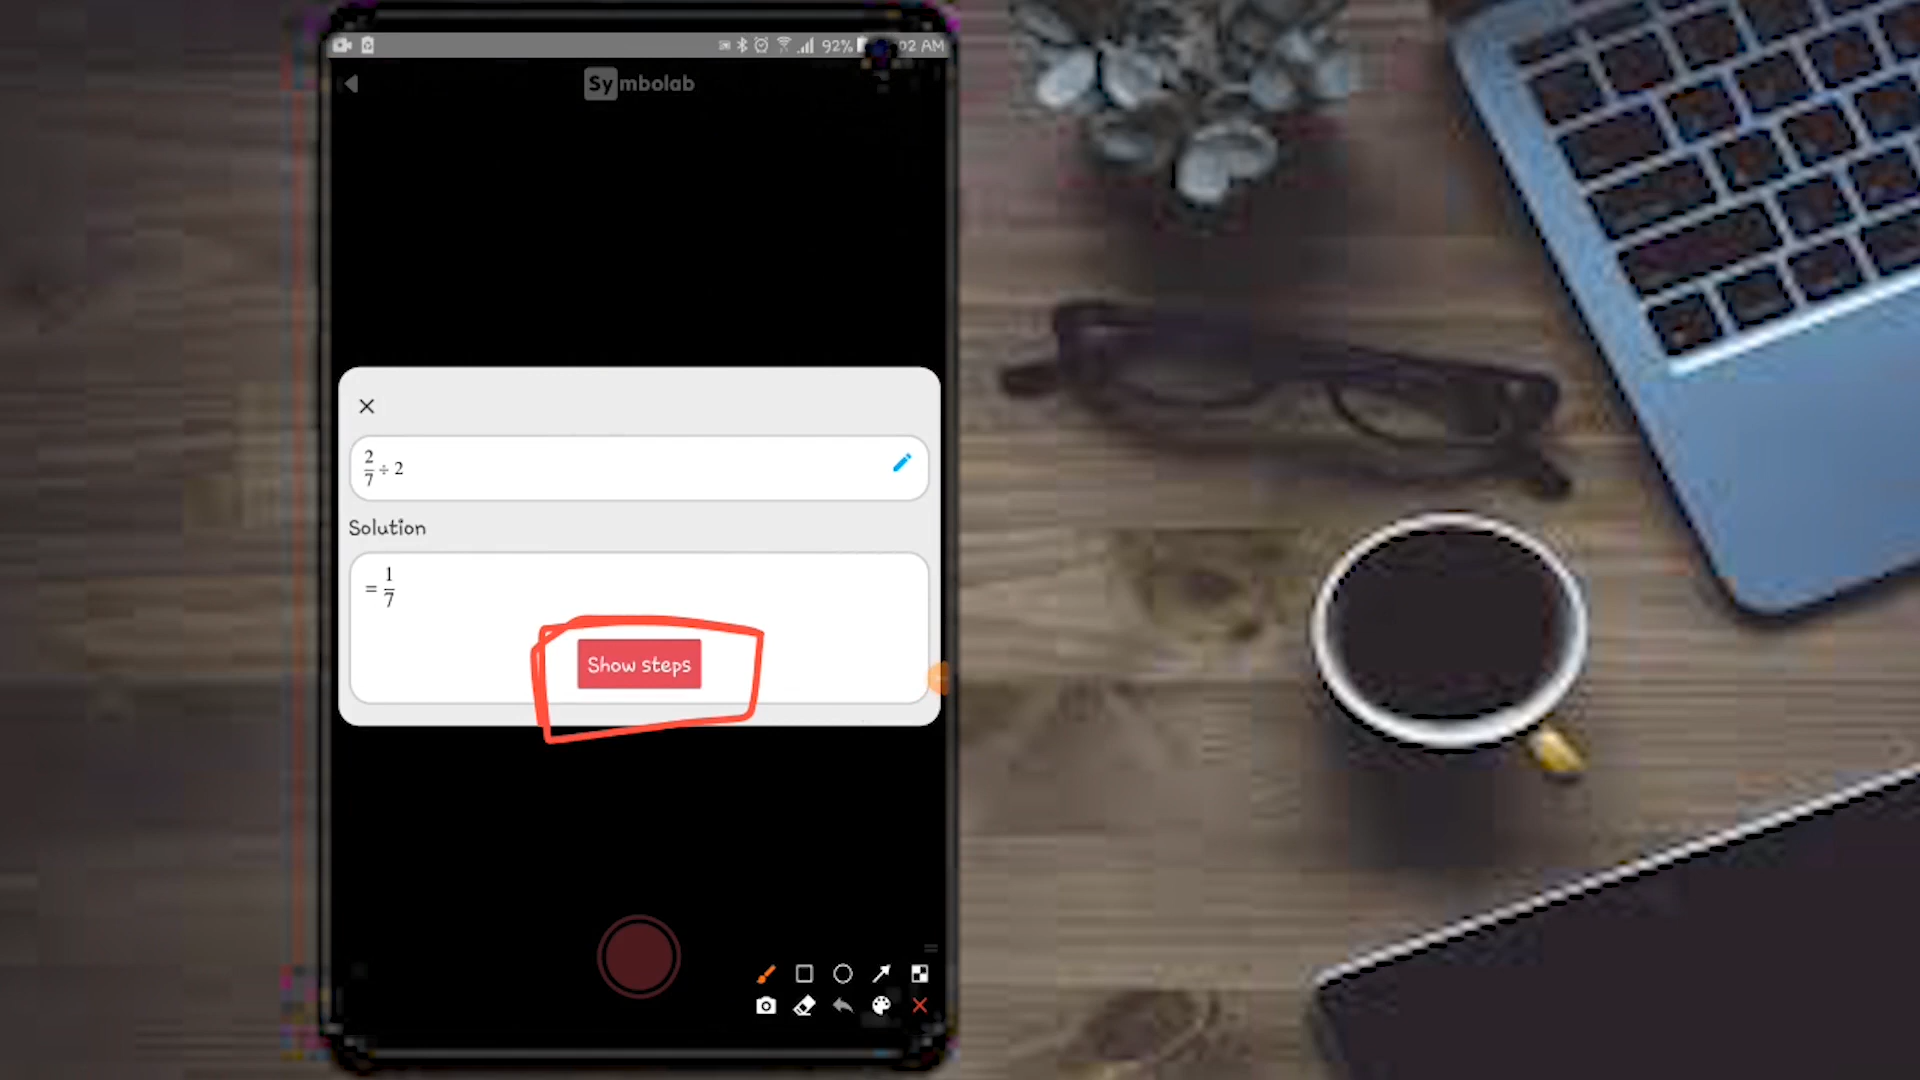 92% 02 AM
Symbolab
2/7 ÷ 2
Solution
= 1/7
Show steps